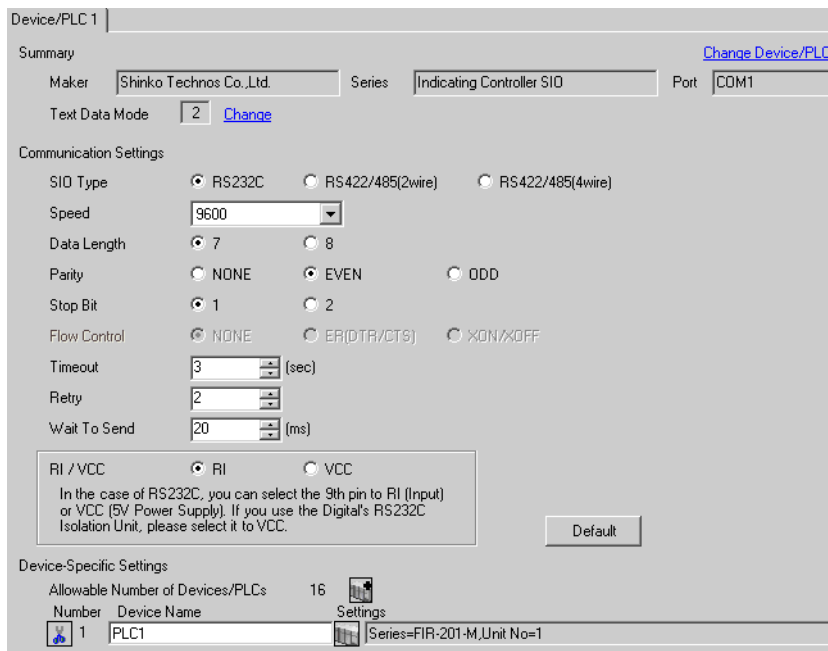 Device/PLC 1
Summary
Change Device/PLC
Maker Shinko Technos Co.,Ltd. Series Indicating Controller SIO Port COM1
Text Data Mode 2 Change
Communication Settings
SIO Type RS232C RS422/485(2wire) RS422/485(4wire)
Speed 9600
Data Length 7 8
Parity NONE EVEN ODD
Stop Bit 1 2
Flow Control NONE ER(DTR/CTS) XON/XOFF
Timeout 3 (sec)
Retry 2
Wait To Send 20 (ms)
RI / VCC RI VCC
In the case of RS232C, you can select the 9th pin to RI (Input)
or VCC (5V Power Supply). If you use the Digital's RS232C
Isolation Unit, please select it to VCC.
Default
Device-Specific Settings
Allowable Number of Devices/PLCs 16
Number Device Name Settings
1 PLC1 Series=FIR-201-M,Unit No=1